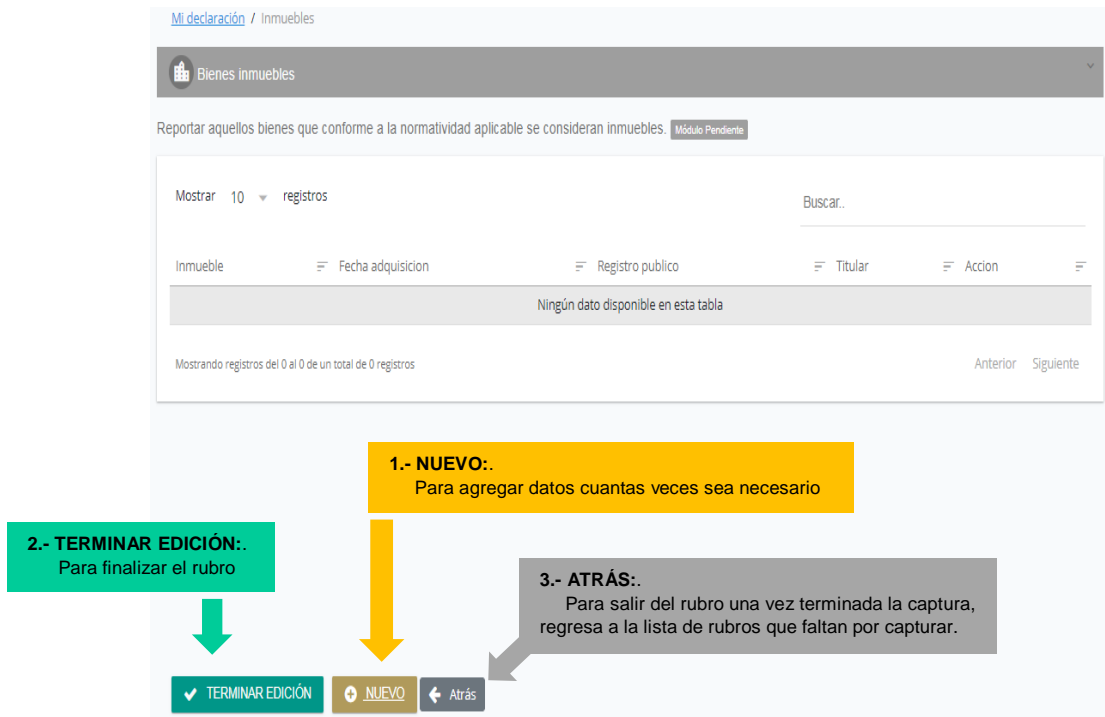 Mi declaración / Inmuebles
Bienes inmuebles
Reportar aquellos bienes que conforme a la normatividad aplicable se consideran inmuebles. Módulo Pendiente
Mostrar 10 registros
Buscar..
Inmueble Fecha adquisicion Registro publico Titular Accion
Ningún dato disponible en esta tabla
Mostrando registros del 0 al 0 de un total de 0 registros
Anterior Siguiente
1.- NUEVO:.
Para agregar datos cuantas veces sea necesario
2.- TERMINAR EDICIÓN:.
Para finalizar el rubro
3.- ATRÁS:.
Para salir del rubro una vez terminada la captura,
regresa a la lista de rubros que faltan por capturar.
TERMINAR EDICIÓN NUEVO Atrás